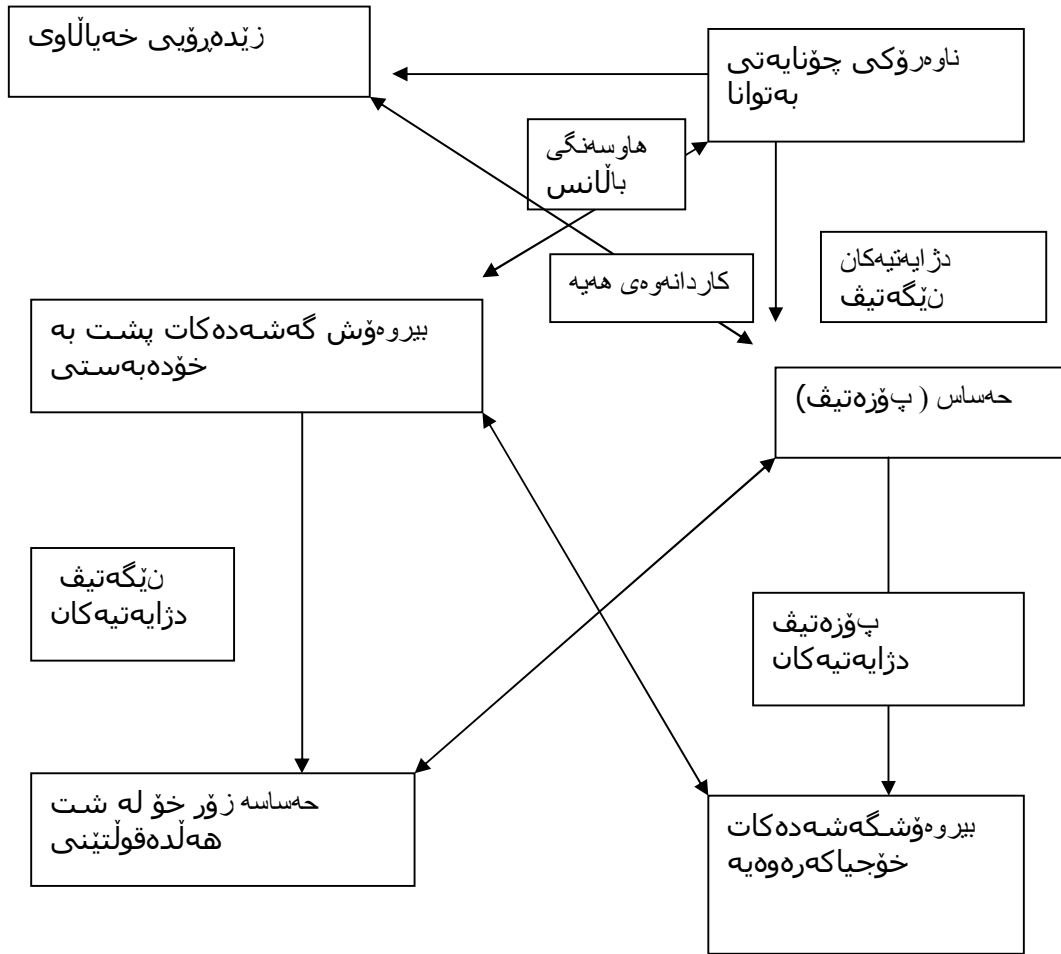 زێدەڕۆیی خەیاڵاوی
ناوەرۆکی چۆنایەتی
بەتوانا
هاوسەنگی
باڵانس
کاردانەوەی هەیە
دژایەتیەکان
نێگەتیڤ
بیروەۆش گەشەدەکات پشت بە
خۆدەبەستی
حەساس ( پۆزەتیڤ)
نێگەتیڤ
دژایەتیەکان
پۆزەتیڤ
دژایەتیەکان
حەساسە زۆر خۆ لە شت
هەڵدەقوڵتێنی
بیروەۆشگەشەدەکات
خۆجیاکەرەوەیە